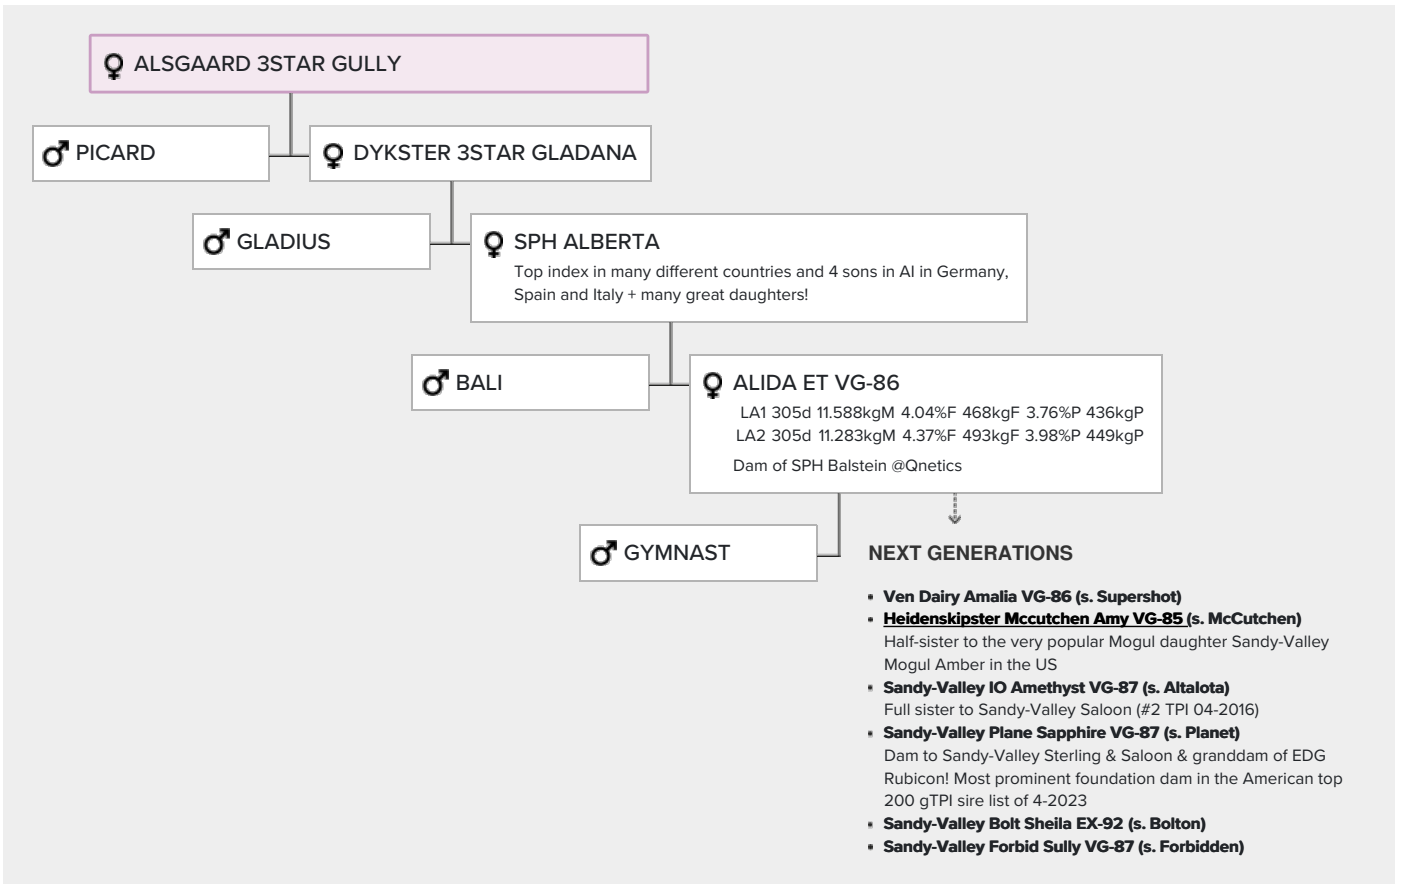 ALSGAARD 3STAR GULLY
PICARD
DYKSTER 3STAR GLADANA
GLADIUS
SPH ALBERTA
Top index in many different countries and 4 sons in AI in Germany,
Spain and Italy + many great daughters!
BALI
ALIDA ET VG-86
LA1 305d 11.588kgM 4.04%F 468kgF 3.76%P 436kgP
LA2 305d 11.283kgM 4.37%F 493kgF 3.98%P 449kgP
Dam of SPH Balstein @Qnetics
GYMNAST
NEXT GENERATIONS
• Ven Dairy Amalia VG-86 (s. Supershot)
• Heidenskipster Mccutchen Amy VG-85 (s. McCutchen)
Half-sister to the very popular Mogul daughter Sandy-Valley
Mogul Amber in the US
• Sandy-Valley IO Amethyst VG-87 (s. AltaIota)
Full sister to Sandy-Valley Saloon (#2 TPI 04-2016)
• Sandy-Valley Plane Sapphire VG-87 (s. Planet)
Dam to Sandy-Valley Sterling & Saloon & granddam of EDG
Rubicon! Most prominent foundation dam in the American top
200 gTPI sire list of 4-2023
• Sandy-Valley Bolt Sheila EX-92 (s. Bolton)
• Sandy-Valley Forbid Sully VG-87 (s. Forbidden)